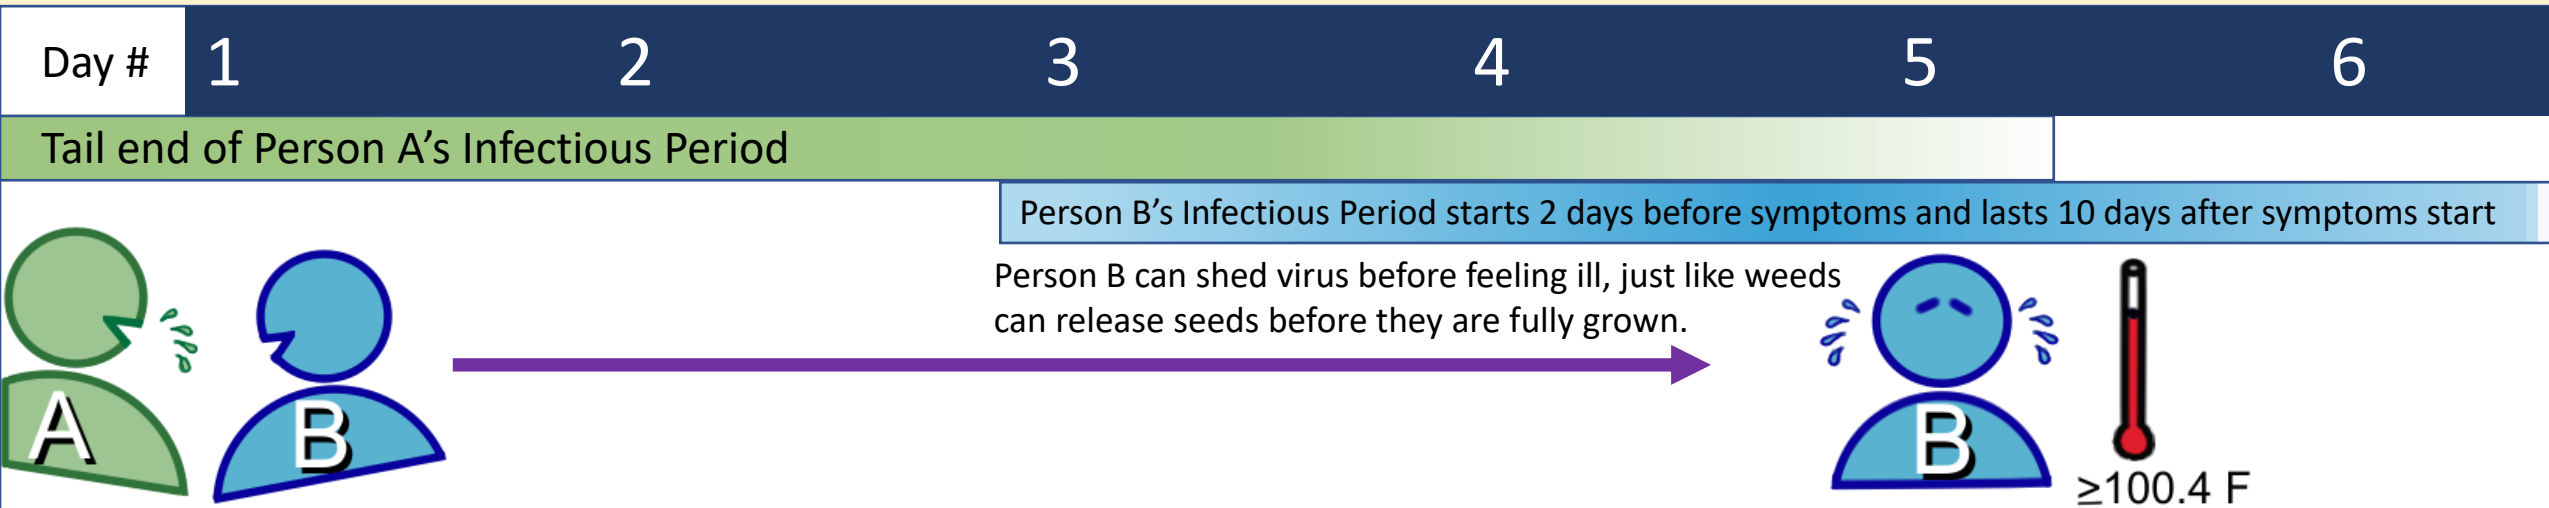 Day # 1 2 3 4 5 6
Tail end of Person A’s Infectious Period
Person B’s Infectious Period starts 2 days before symptoms and lasts 10 days after symptoms start
Person B can shed virus before feeling ill, just like weeds
can release seeds before they are fully grown.
A B B
≥100.4 F